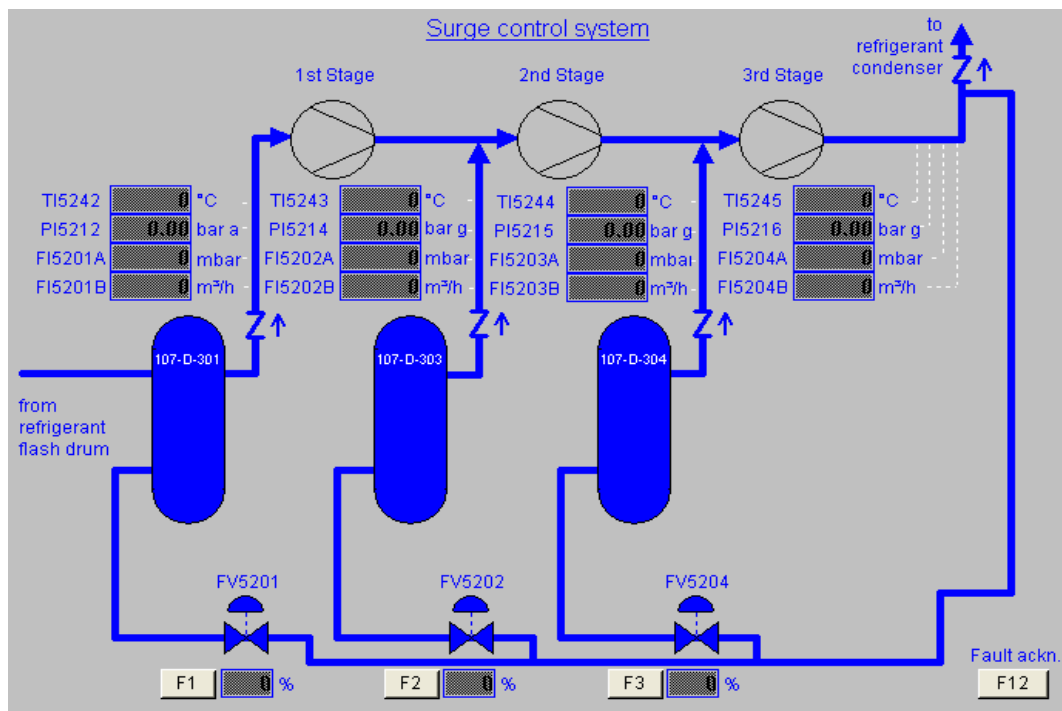 Surge control system
to
refrigerant
condenser
1st Stage
2nd Stage
3rd Stage
TI5242 0 °C
PI5212 0.00 bar a
FI5201A 0 mbar
FI5201B 0 m³/h
TI5243 0 °C
PI5214 0.00 bar g
FI5202A 0 mbar
FI5202B 0 m³/h
TI5244 0 °C
PI5215 0.00 bar g
FI5203A 0 mbar
FI5203B 0 m³/h
TI5245 0 °C
PI5216 0.00 bar g
FI5204A 0 mbar
FI5204B 0 m³/h
107-D-301
107-D-303
107-D-304
from
refrigerant
flash drum
FV5201
FV5202
FV5204
F1 0 %
F2 0 %
F3 0 %
Fault ackn.
F12